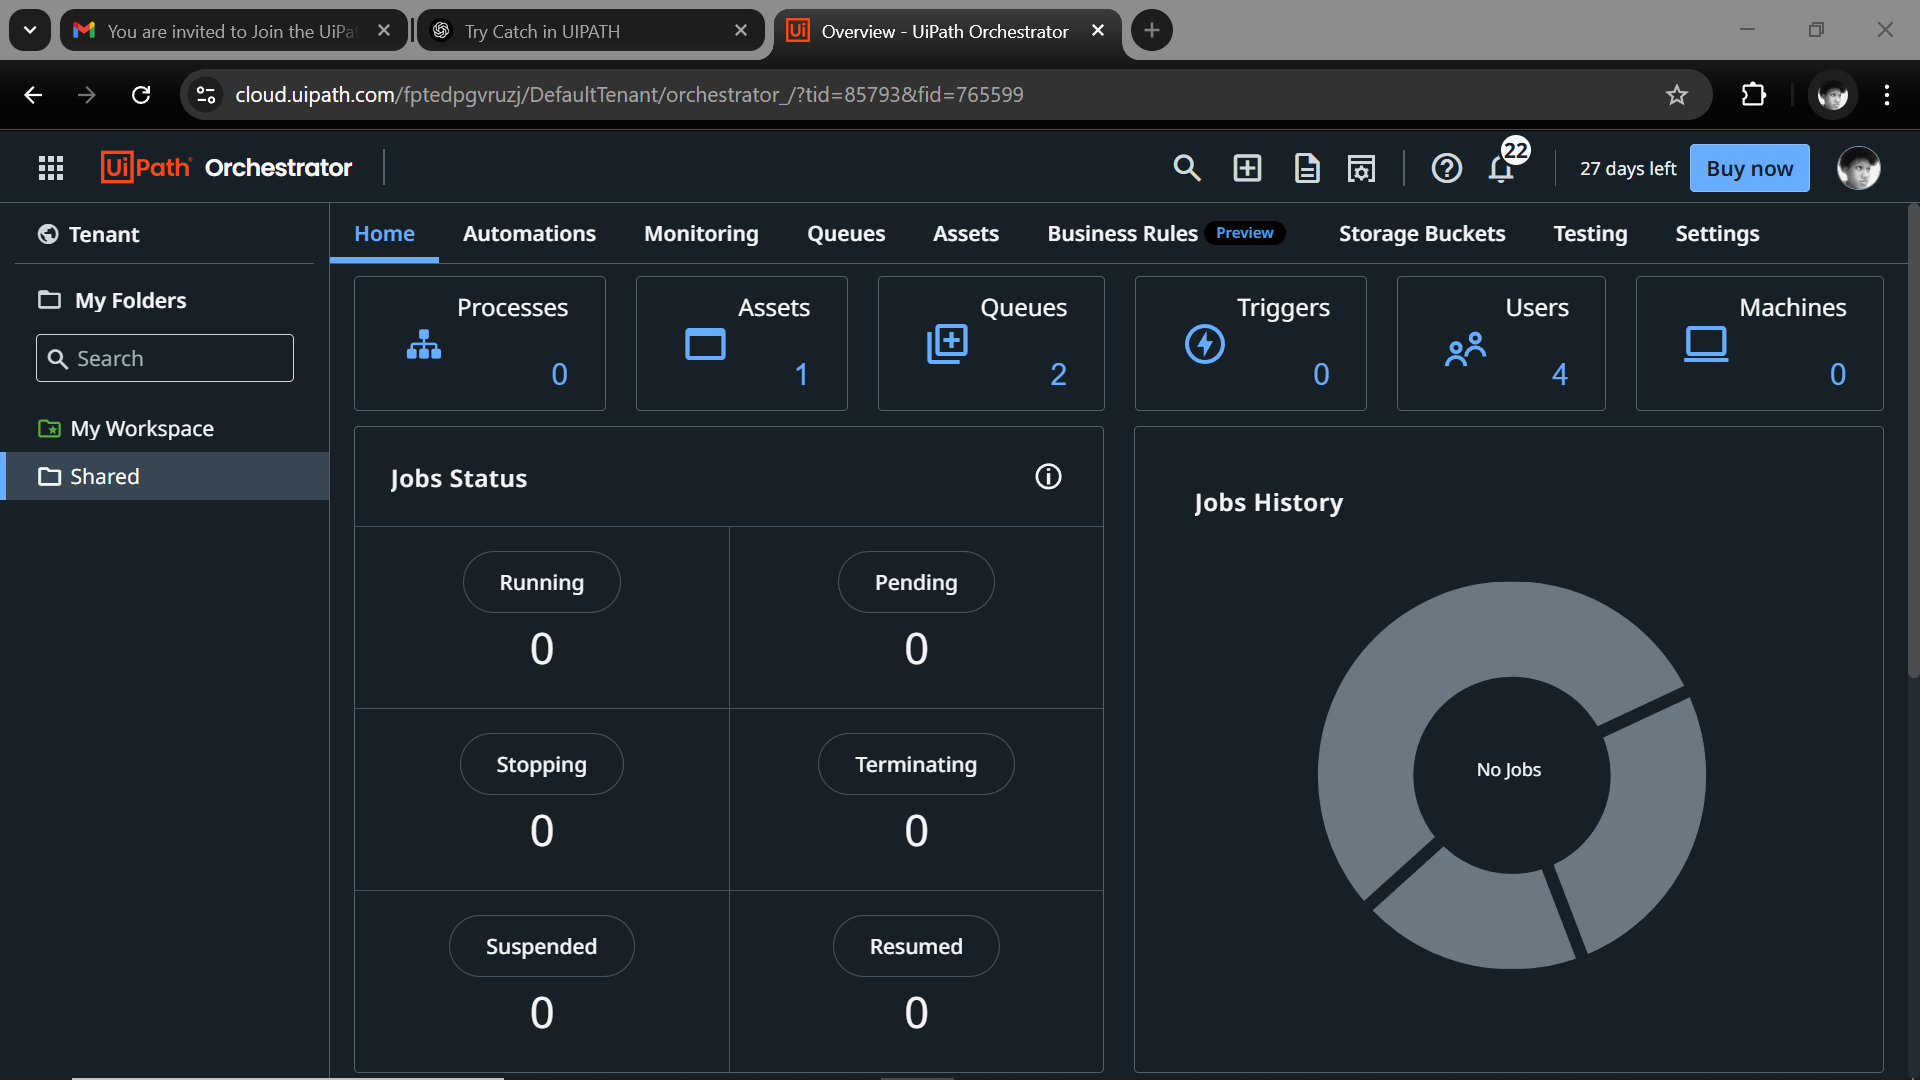 You are invited to Join the UiPa
Try Catch in UIPATH
Ui
Overview - UiPath Orchestrator
cloud.uipath.com/fptedpgvruzj/DefaultTenant/orchestrator_/?tid=85793&fid=765599
UiPath Orchestrator
22
27 days left
Buy now
Tenant
Home
Automations
Monitoring
Queues
Assets
Business Rules
Preview
Storage Buckets
Testing
Settings
My Folders
Search
My Workspace
Shared
Processes
0
Assets
1
Queues
2
Triggers
0
Users
4
Machines
0
Jobs Status
Running
0
Pending
0
Stopping
0
Terminating
0
Suspended
0
Resumed
0
Jobs History
No Jobs